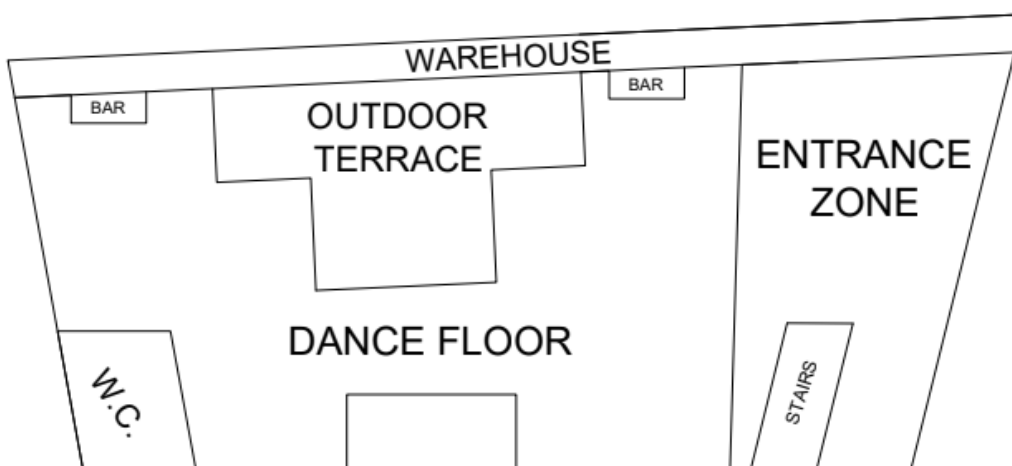 WAREHOUSE
BAR
BAR
OUTDOOR
TERRACE
ENTRANCE
ZONE
DANCE FLOOR
W.C.
STAIRS